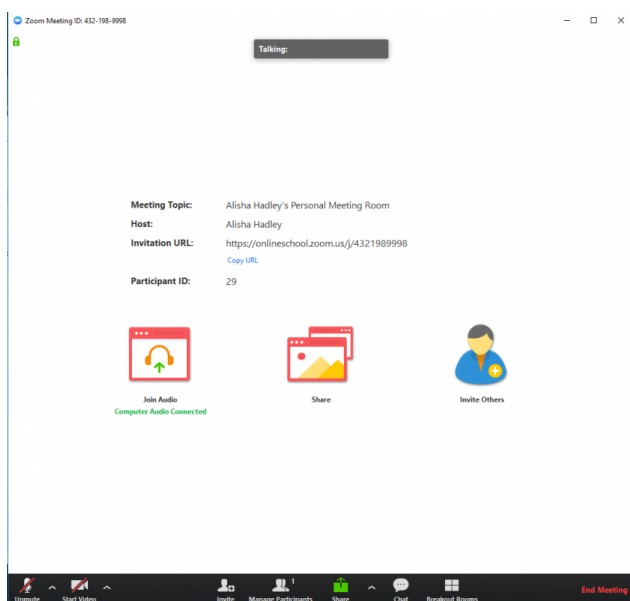 Zoom Meeting ID: 432-198-9998
Talking:
Meeting Topic: Alisha Hadley's Personal Meeting Room
Host: Alisha Hadley
Invitation URL: https://onlineschool.zoom.us/j/4321989998
Copy URL
Participant ID: 29
Join Audio Share Invite Others
Computer Audio Connected
1
Unmute Start Video Invite Manage Participants Share Chat Breakout Rooms End Meeting